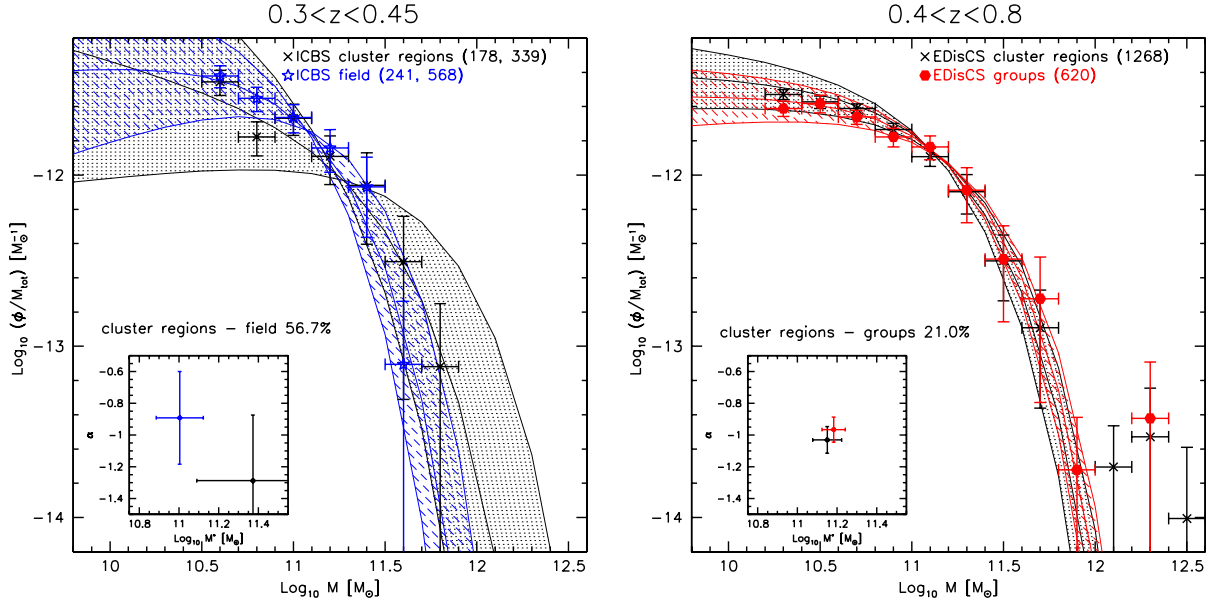 0.3<z<0.45
×ICBS cluster regions (178, 339)
☆ICBS field (241, 568)
−12
−13
−14
Log₁₀ (ϕ/Mₜₒₜ) [M⊙⁻¹]
cluster regions − field 56.7%
−0.6
−0.8
−1
−1.2
−1.4
α
10.8 11 11.2 11.4
Log₁₀ M* [M⊙]
10 10.5 11 11.5 12 12.5
Log₁₀ M [M⊙]
0.4<z<0.8
×EDisCS cluster regions (1268)
EDisCS groups (620)
−12
−13
−14
Log₁₀ (ϕ/Mₜₒₜ) [M⊙⁻¹]
cluster regions − groups 21.0%
−0.6
−0.8
−1
−1.2
−1.4
α
10.8 11 11.2 11.4
Log₁₀ M* [M⊙]
10 10.5 11 11.5 12 12.5
Log₁₀ M [M⊙]